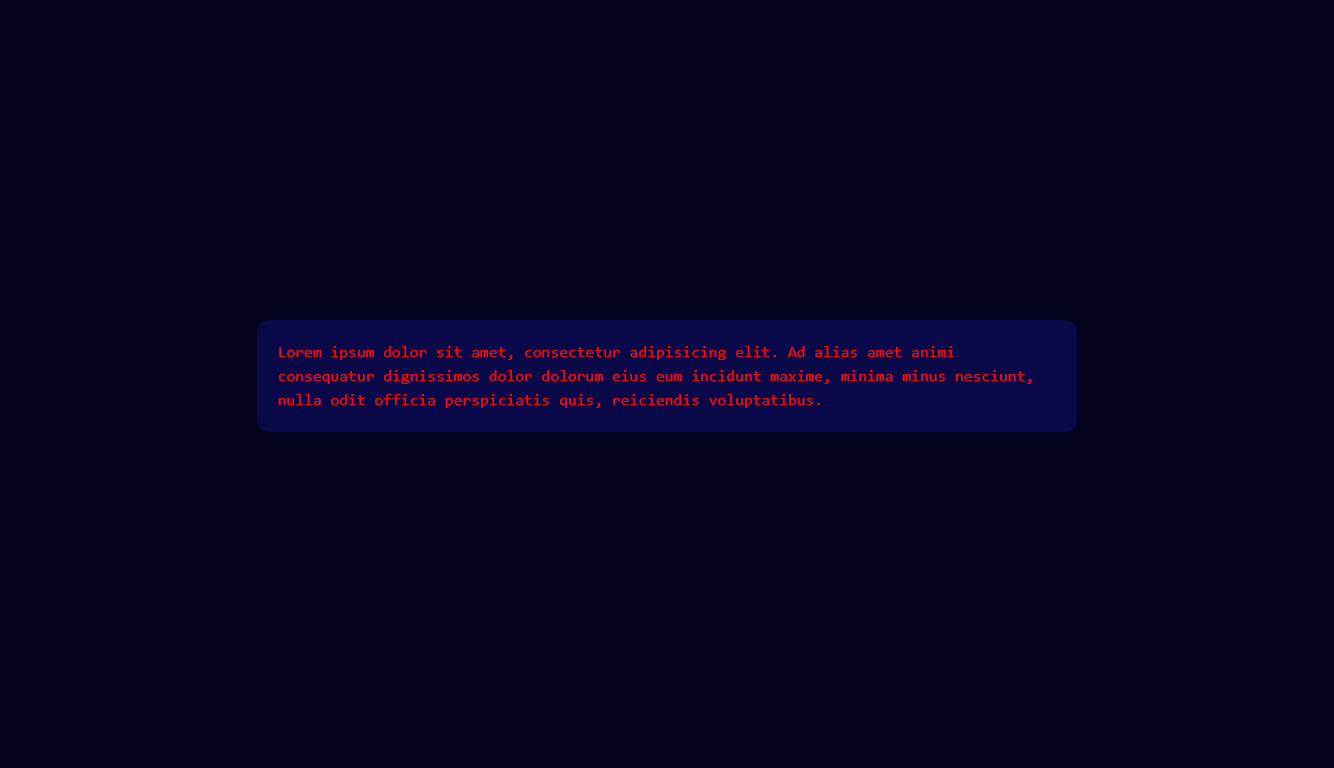 Lorem ipsum dolor sit amet, consectetur adipisicing elit. Ad alias amet animi
consequatur dignissimos dolor dolorum eius eum incidunt maxime, minima minus nesciunt,
nulla odit officia perspiciatis quis, reiciendis voluptatibus.